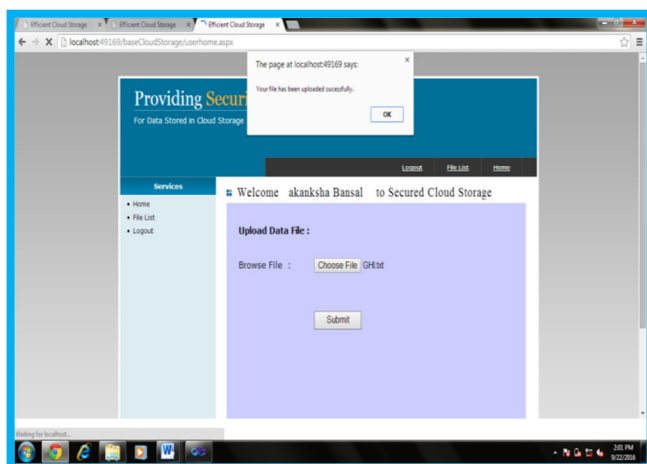 Efficient Cloud Storage
Efficient Cloud Storage
Efficient Cloud Storage
localhost:49169/baseCloudStorage/userhome.aspx
The page at localhost:49169 says:
Your file has been uploaded sucessfully.
OK
Providing Securi
For Data Stored in Cloud Storage
Logout File List Home
Services
Home
File List
Logout
Welcome akanksha Bansal to Secured Cloud Storage
Upload Data File :
Browse File : Choose File GHI.txt
Submit
Waiting for localhost...
2:01 PM
9/22/2016